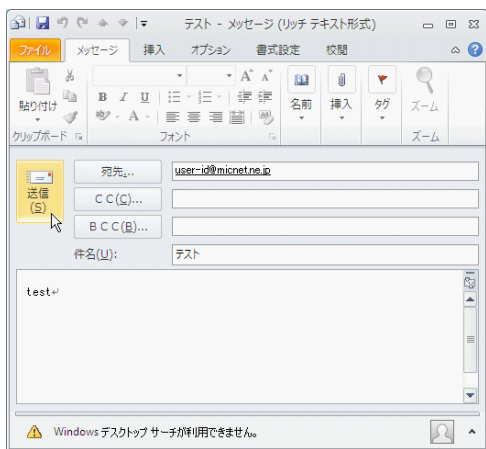 テスト - メッセージ (リッチ テキスト形式)
ファイル メッセージ 挿入 オプション 書式設定 校閲
貼り付け
B I U
A A
名前 挿入 タグ ズーム
クリップボード フォント ズーム
送信
(S)
宛先...
user-id@micnet.ne.jp
C C(C)...
B C C(B)...
件名(U): テスト
test↵
Windows デスクトップ サーチが利用できません。